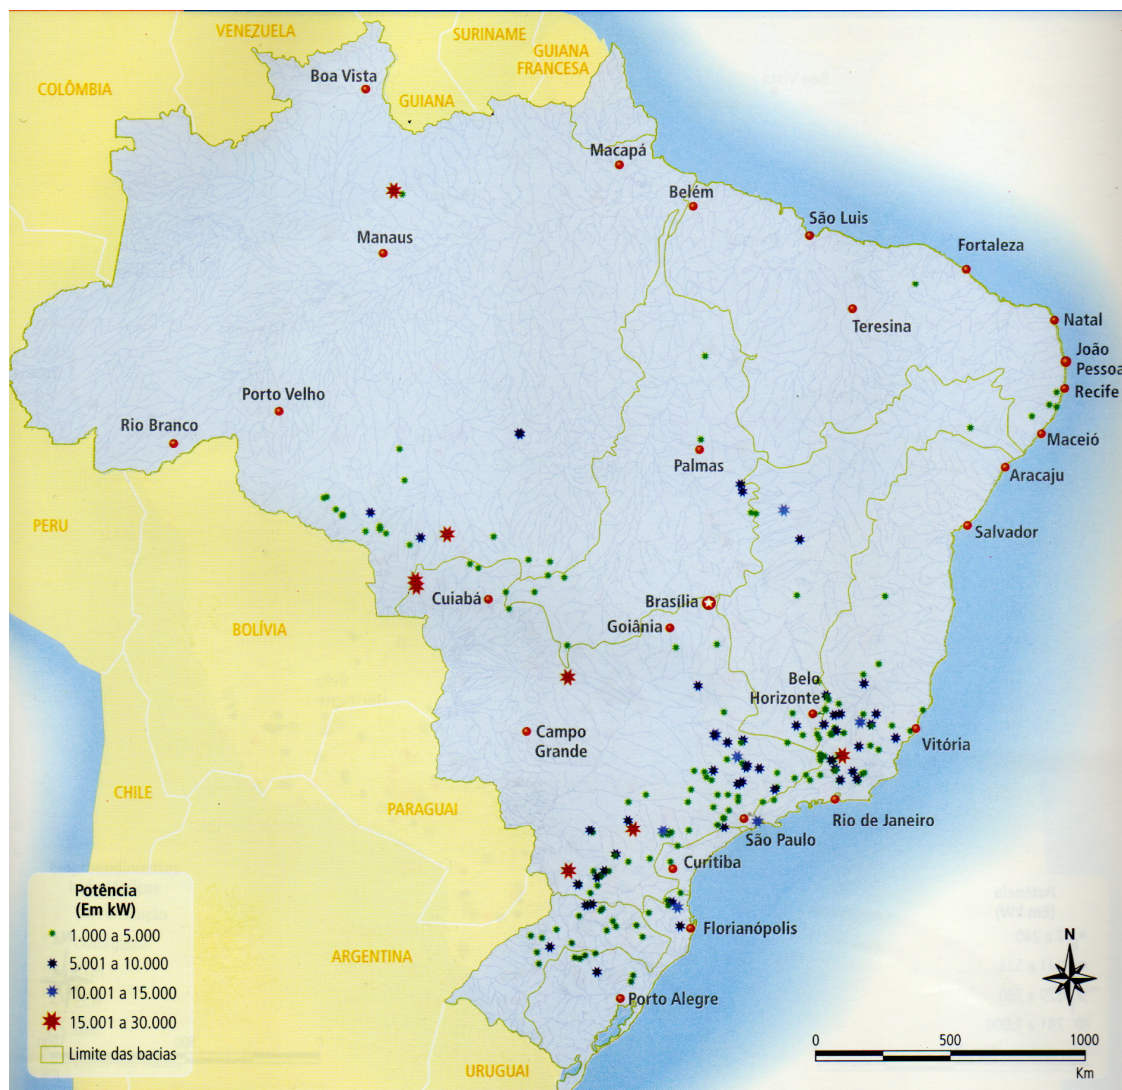 VENEZUELA
SURINAME
GUIANA
FRANCESA
COLÔMBIA
Boa Vista
GUIANA
Macapá
Belém
São Luis
Manaus
Fortaleza
Teresina
Natal
João
Pessoa
Recife
Porto Velho
Rio Branco
Maceió
Palmas
Aracaju
PERU
Salvador
Cuiabá
Brasília
Goiânia
BOLÍVIA
Belo
Horizonte
Campo
Grande
Vitória
CHILE
PARAGUAI
Rio de Janeiro
São Paulo
Curitiba
Potência
(Em kW)
1.000 a 5.000
5.001 a 10.000
10.001 a 15.000
15.001 a 30.000
Limite das bacias
Florianópolis
ARGENTINA
N
Porto Alegre
0 500 1000
Km
URUGUAI